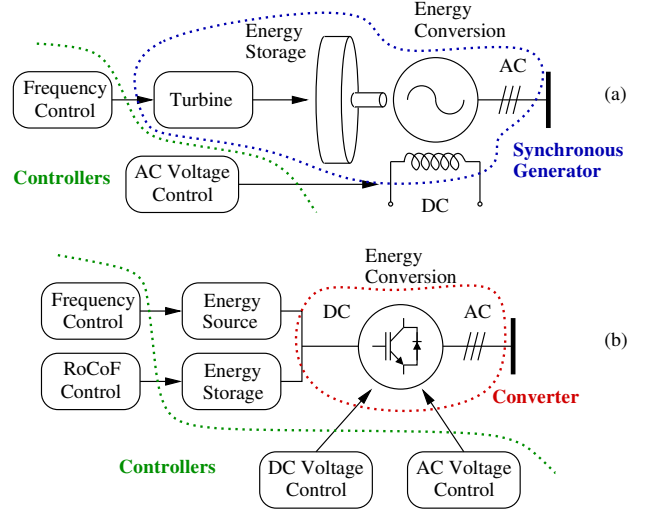 Energy
Storage
Energy
Conversion
Frequency
Control
Turbine
AC
(a)
Controllers
AC Voltage
Control
DC
Synchronous
Generator
Energy
Conversion
Frequency
Control
Energy
Source
DC
AC
(b)
RoCoF
Control
Energy
Storage
Converter
Controllers
DC Voltage
Control
AC Voltage
Control